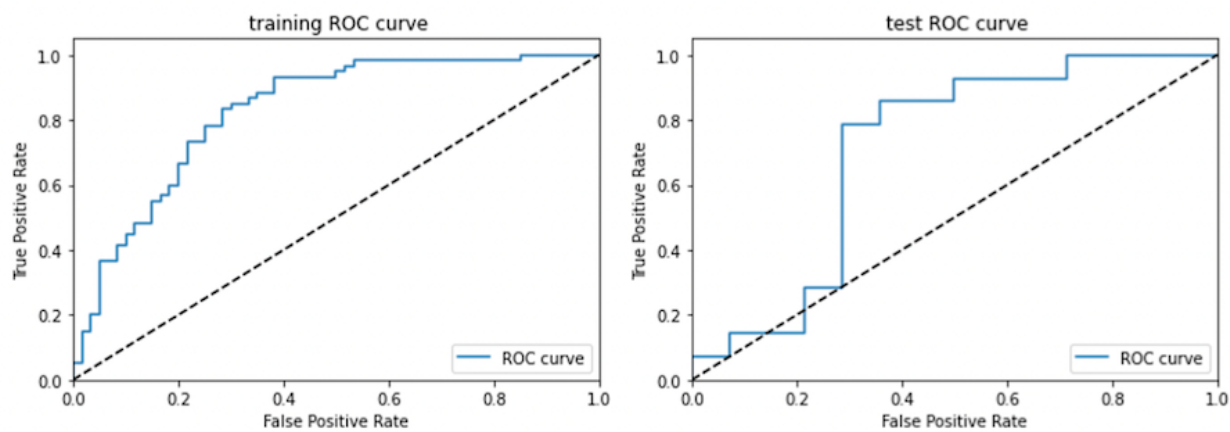 training ROC curve
1.0
0.8
0.6
0.4
0.2
0.0
True Positive Rate
0.0 0.2 0.4 0.6 0.8 1.0
False Positive Rate
ROC curve
test ROC curve
1.0
0.8
0.6
0.4
0.2
0.0
True Positive Rate
0.0 0.2 0.4 0.6 0.8 1.0
False Positive Rate
ROC curve